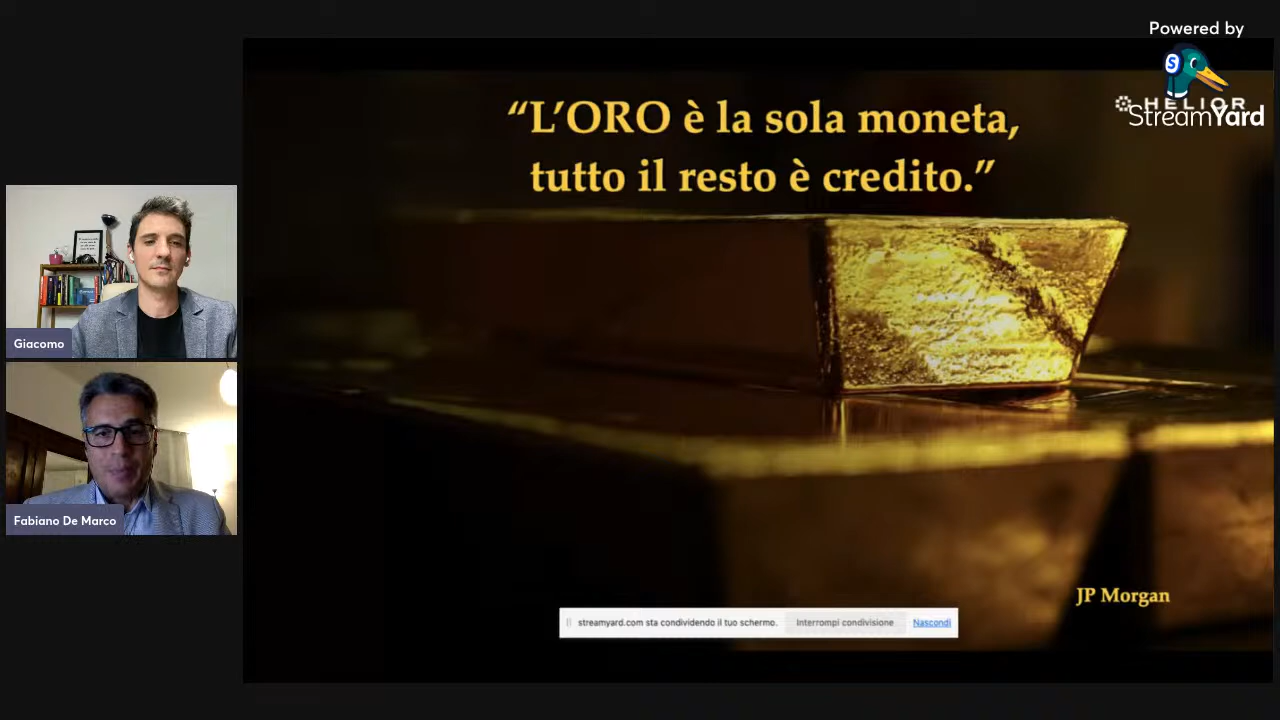 Powered by
S
HELIOR
StreamYard
“L’ORO è la sola moneta,
tutto il resto è credito.”
Giacomo
Fabiano De Marco
JP Morgan
streamyard.com sta condividendo il tuo schermo. Interrompi condivisione Nascondi